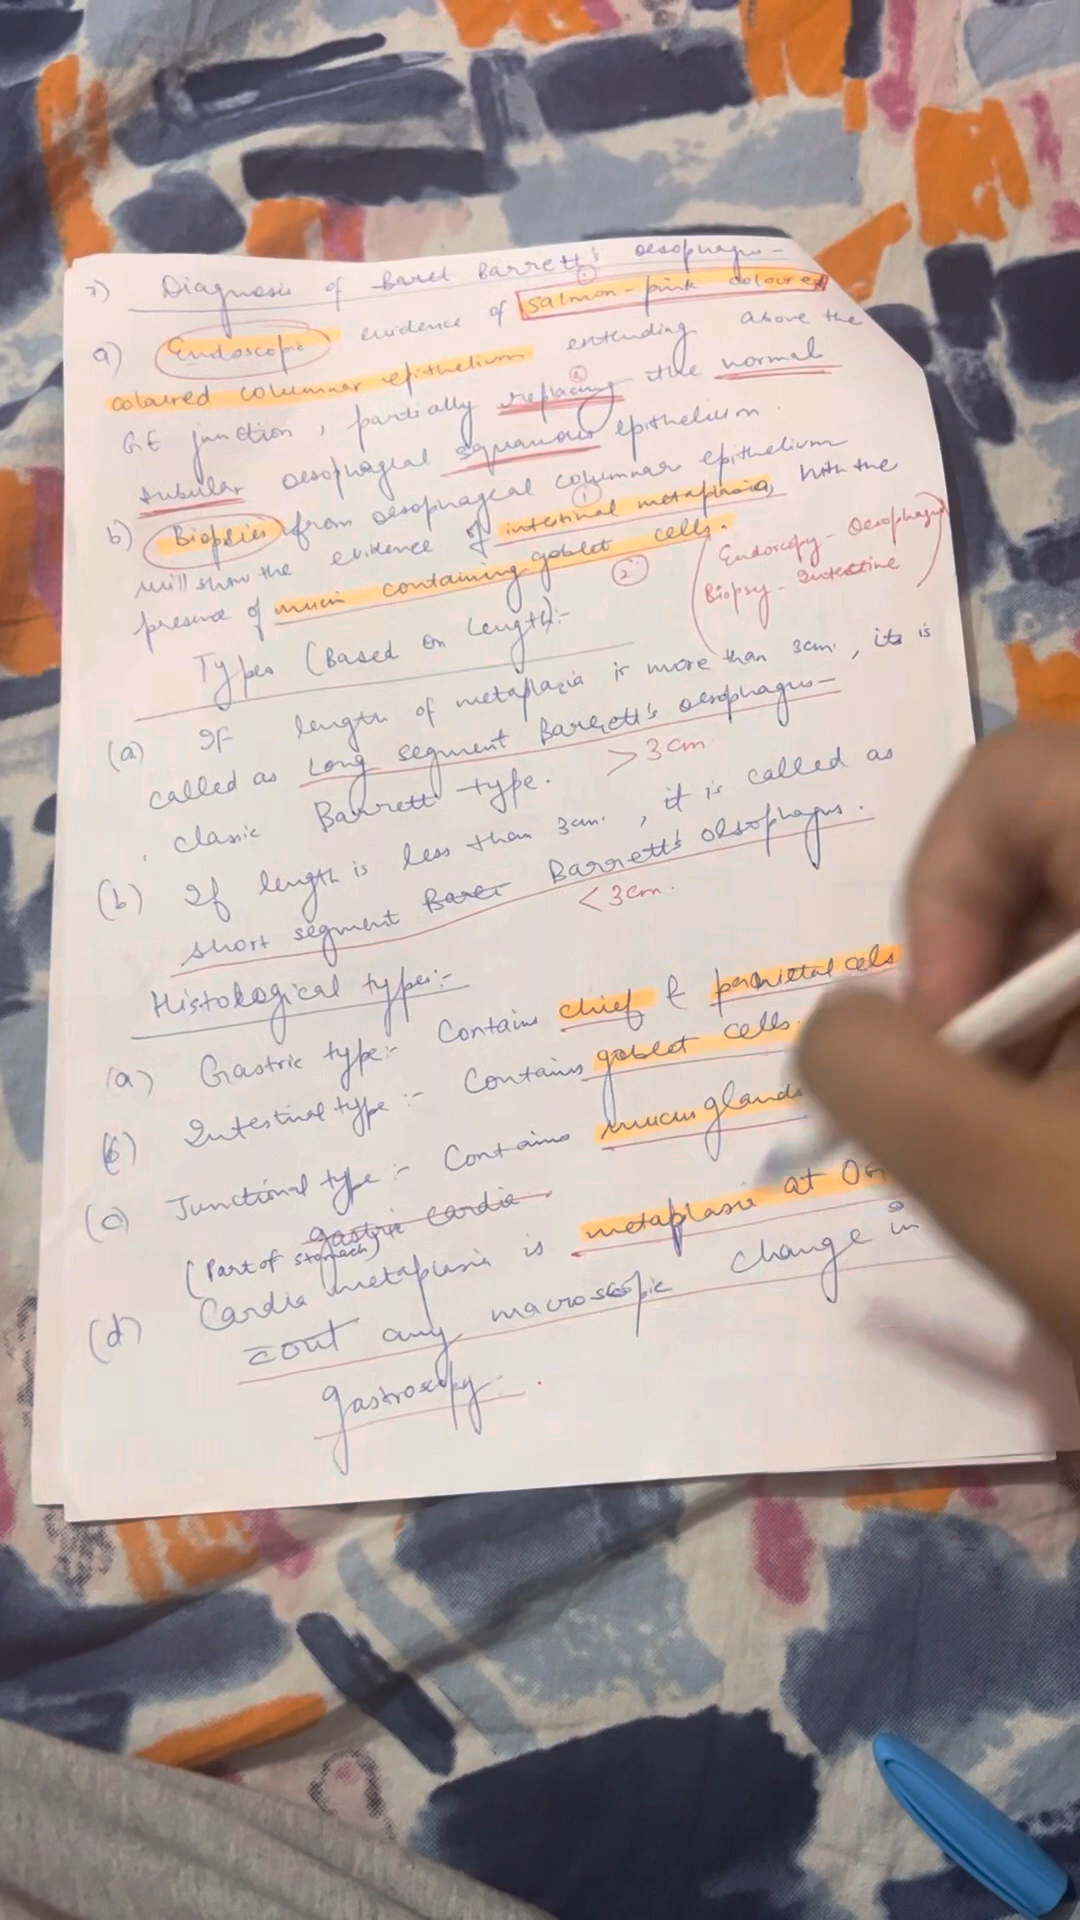 7) Diagnosis of Baret Barrett's oesophagus-
a) Endoscopic evidence of salmon-pink coloured
coloured columnar epithelium extending above the
G.E junction, partially replacing the normal
tubular oesophageal squamous epithelium.
b) Biopsies from oesophageal columnar epithelium
will show the evidence of intestinal metaplasia, with the
presence of mucin containing goblet cells.
Endoscopy - Oesophagus
Biopsy - Intestine
Types (Based on Length):-
(a) If length of metaplazia is more than 3cm, its is
called as Long segment Barrett's oesophagus-
classic Barrett type. >3cm.
(b) If length is less than 3cm, it is called as
short segment Baret Barrett's Oesophagus.
<3cm.
Histological types:-
(a) Gastric type:- Contains chief & parietal cells
(b) Intestinal type:- Contains goblet cells.
(c) Junctional type:- Contains mucus glands
(Part of stomach) gastric cardia
(d) Cardia metaplasia is metaplasia at
cout any macroscopic change in
gastroscopy.